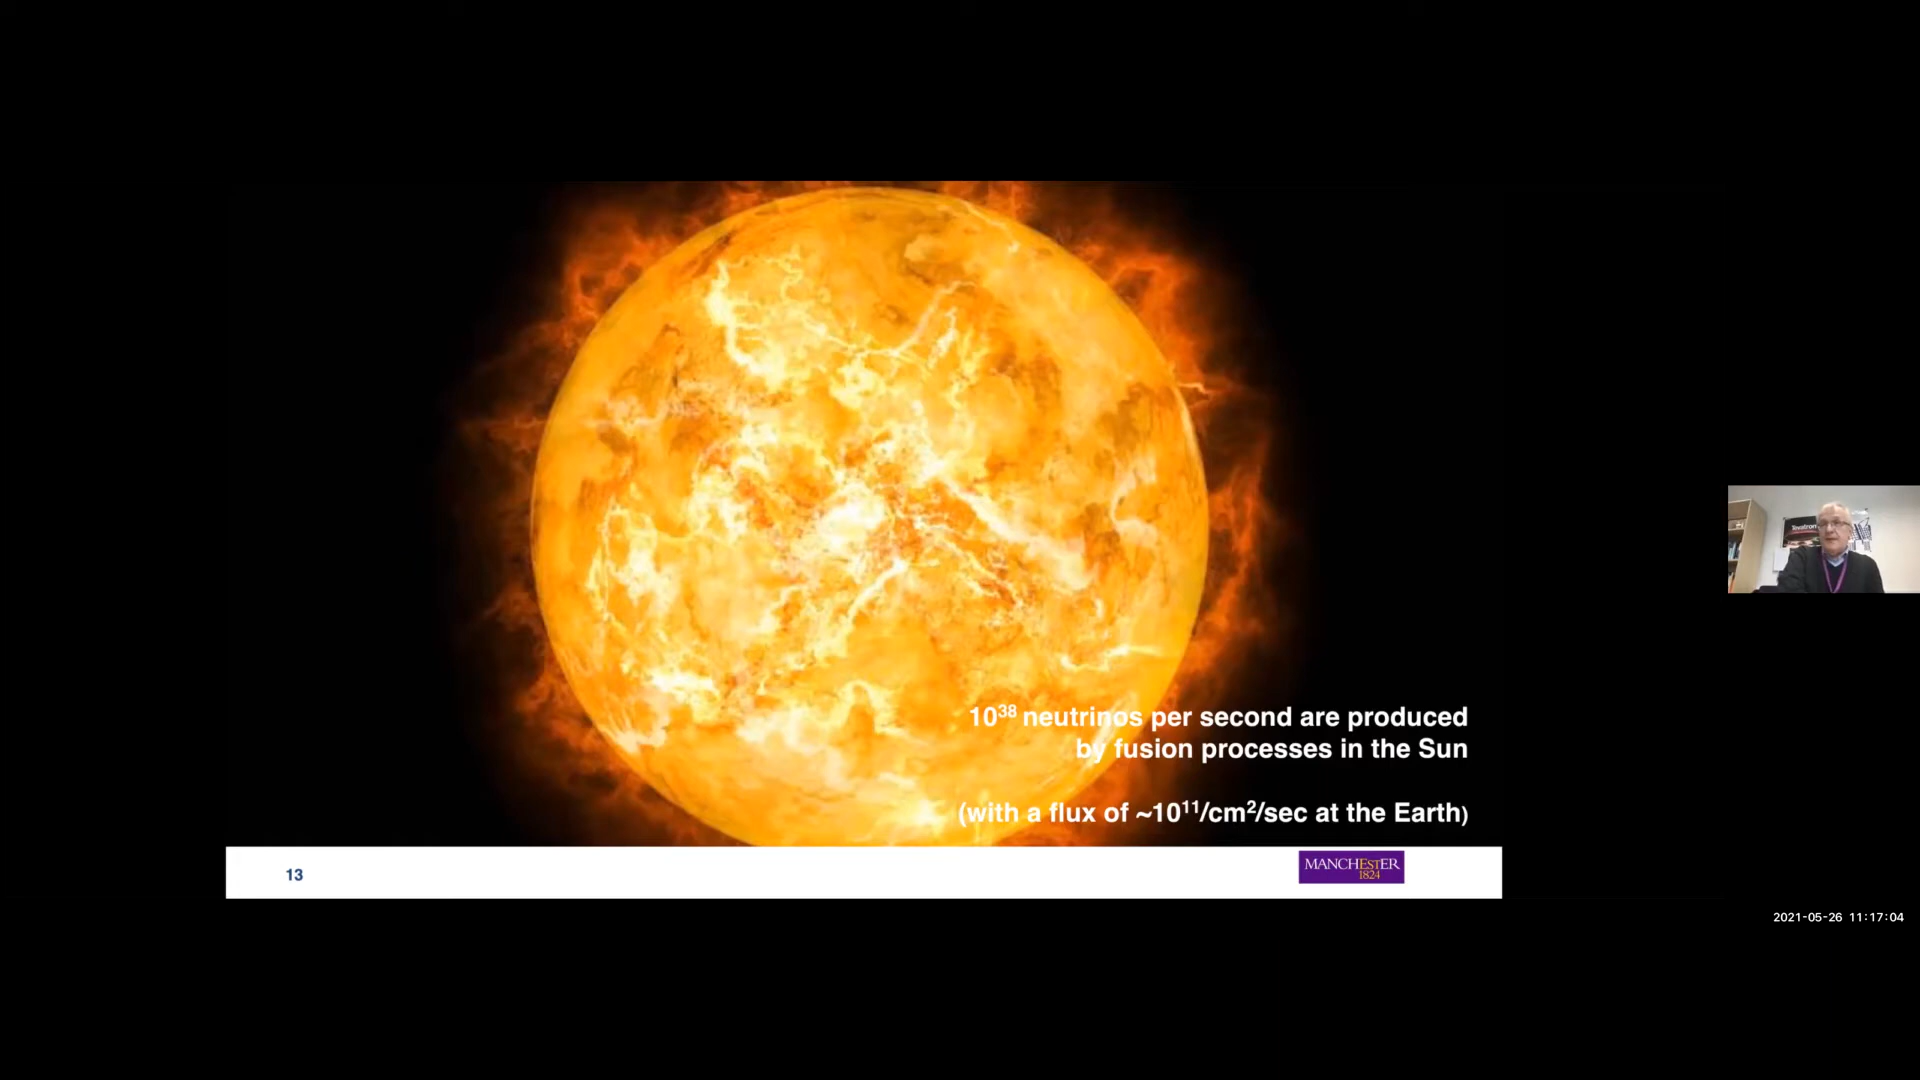 10³⁸ neutrinos per second are produced
by fusion processes in the Sun
(with a flux of ~10¹¹/cm²/sec at the Earth)
Tevatron
13
MANCHESTER
1824
2021-05-26 11:17:04